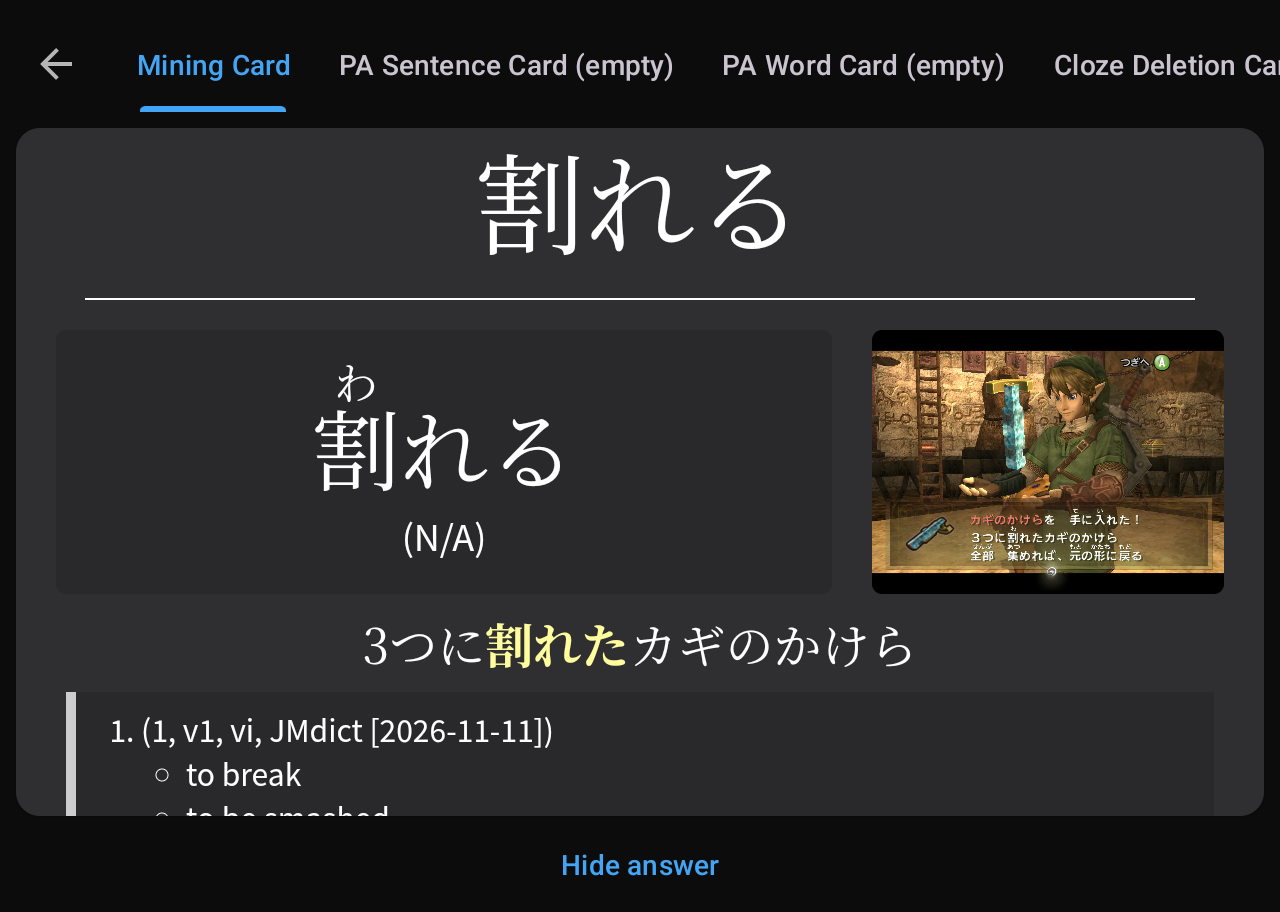 Mining Card
PA Sentence Card (empty)
PA Word Card (empty)
Cloze Deletion Car
割れる
わ
割れる
(N/A)
つぎへ A
カギのかけらを 手に入れた！
3つに割れたカギのかけら
全部 集めれば、元の形に戻る
3つに割れたカギのかけら
1. (1, v1, vi, JMdict [2026-11-11])
to break
to be smashed
Hide answer